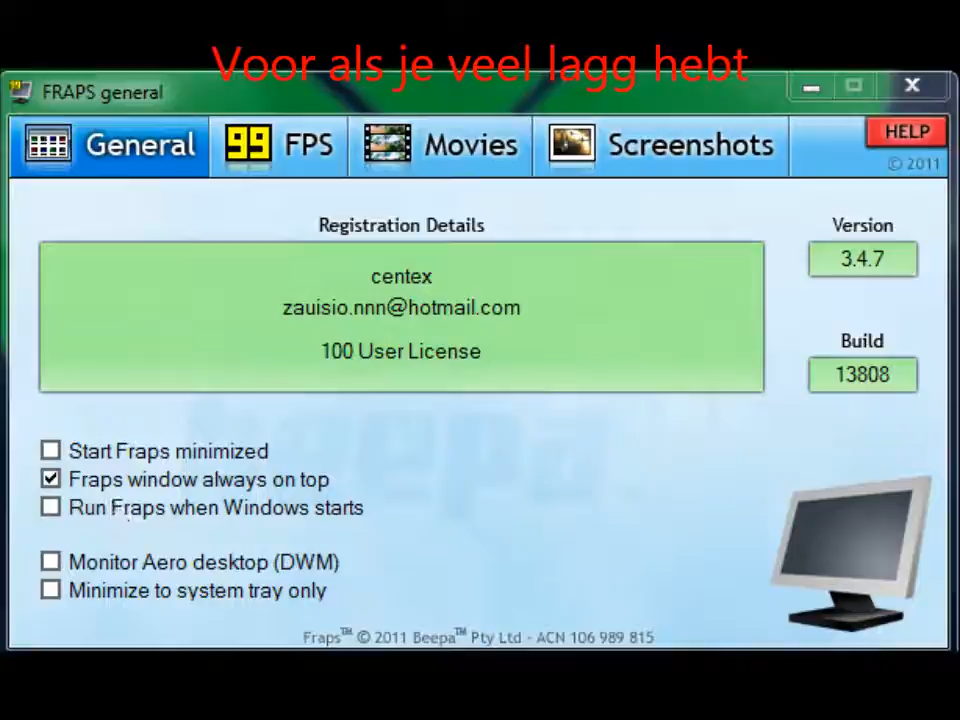 Voor als je veel lagg hebt
FRAPS general
General
99 FPS
Movies
Screenshots
HELP
© 2011
Registration Details
centex
zauisio.nnn@hotmail.com
100 User License
Version
3.4.7
Build
13808
beepa
Start Fraps minimized
Fraps window always on top
Run Fraps when Windows starts
Monitor Aero desktop (DWM)
Minimize to system tray only
Fraps™ © 2011 Beepa™ Pty Ltd - ACN 106 989 815